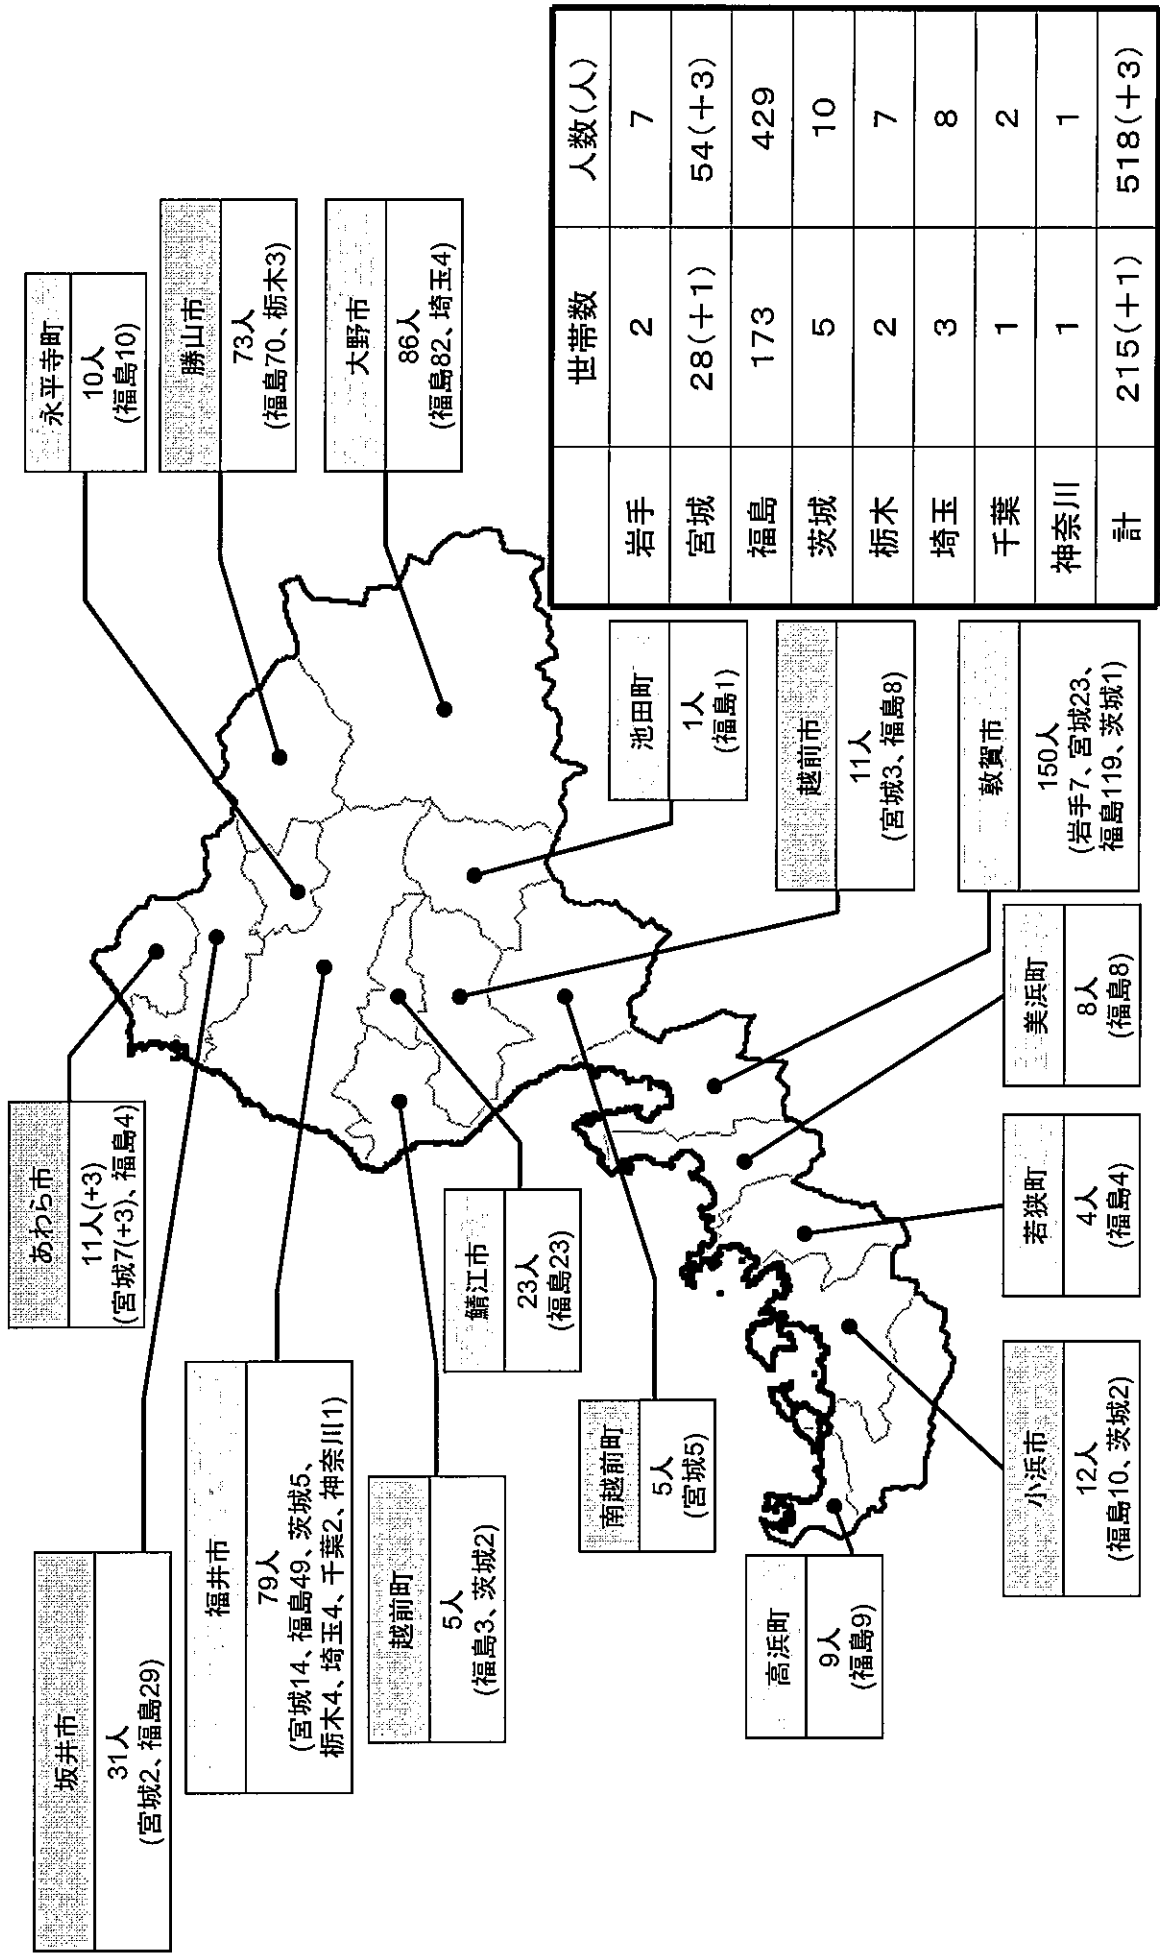 坂井市
31人
(宮城2、福島29)
あわら市
11人(+3)
(宮城7(+3)、福島4)
永平寺町
10人
(福島10)
勝山市
73人
(福島70、栃木3)
大野市
86人
(福島82、埼玉4)
福井市
79人
(宮城14、福島49、茨城5、
栃木4、埼玉4、千葉2、神奈川1)
越前町
5人
(福島3、茨城2)
鯖江市
23人
(福島23)
南越前町
5人
(宮城5)
池田町
1人
(福島1)
越前市
11人
(宮城3、福島8)
敦賀市
150人
(岩手7、宮城23、
福島119、茨城1)
高浜町
9人
(福島9)
小浜市
12人
(福島10、茨城2)
若狭町
4人
(福島4)
美浜町
8人
(福島8)
世帯数 人数(人)
岩手 2 7
宮城 28(+1) 54(+3)
福島 173 429
茨城 5 10
栃木 2 7
埼玉 3 8
千葉 1 2
神奈川 1 1
計 215(+1) 518(+3)